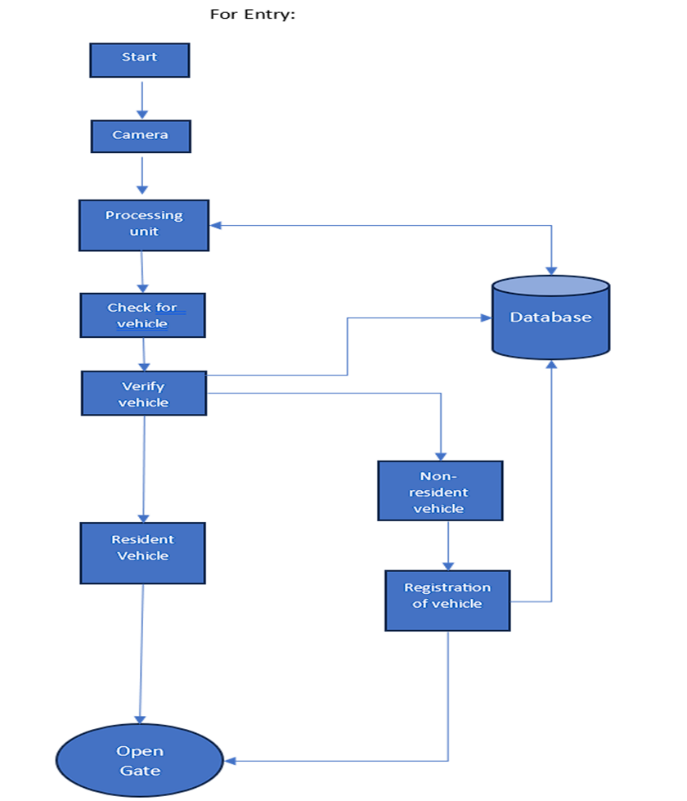 For Entry:
Start
Camera
Processing
unit
Check for
vehicle
Database
Verify
vehicle
Non-
resident
vehicle
Resident
Vehicle
Registration
of vehicle
Open
Gate